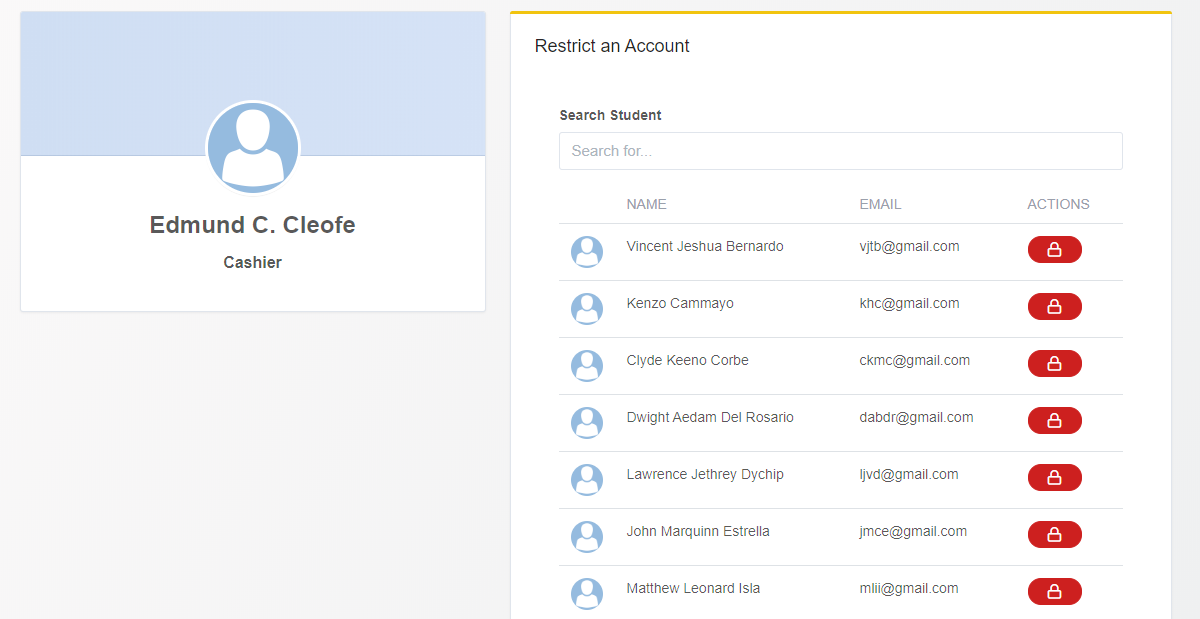 Edmund C. Cleofe
Cashier
Restrict an Account
Search Student
Search for...
NAME EMAIL ACTIONS
Vincent Jeshua Bernardo vjtb@gmail.com
Kenzo Cammayo khc@gmail.com
Clyde Keeno Corbe ckmc@gmail.com
Dwight Aedam Del Rosario dabdr@gmail.com
Lawrence Jethrey Dychip ljvd@gmail.com
John Marquinn Estrella jmce@gmail.com
Matthew Leonard Isla mlii@gmail.com